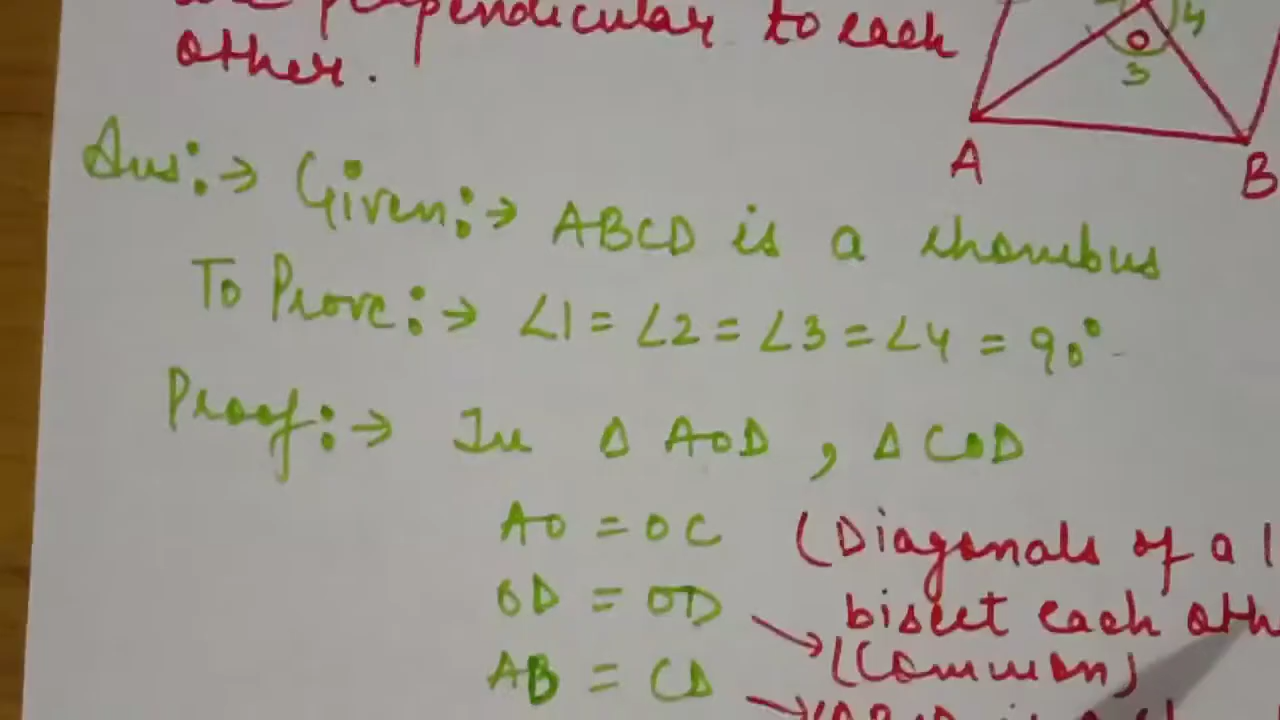 perpendicular to each
other.
4
O
3
A
B
Ans:→ Given:→ ABCD is a rhombus
To Prove:→ ∠1 = ∠2 = ∠3 = ∠4 = 90°
Proof:→ In Δ AOD, Δ COD
AO = OC (Diagonals of a
bisect each oth
OD = OD (Common)
AB = CD